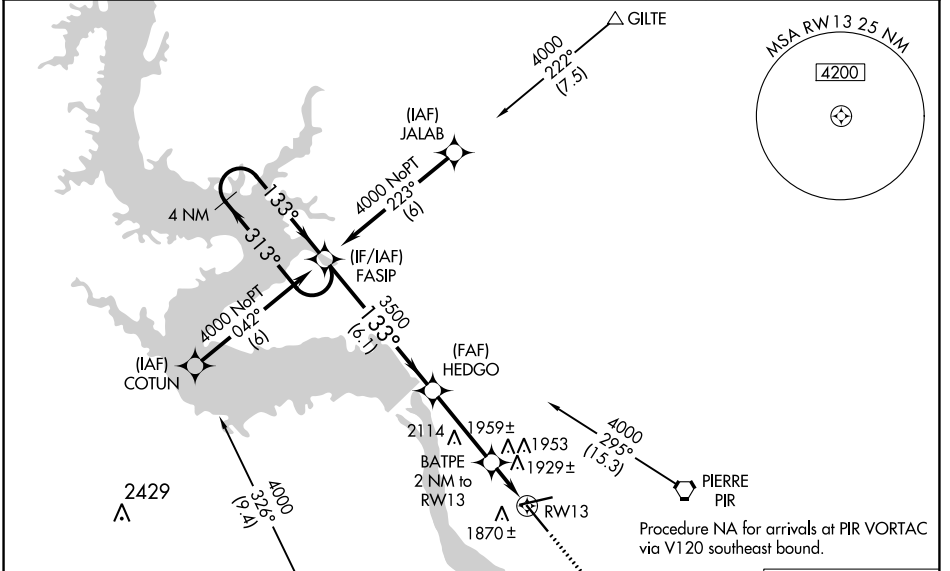 GILTE
4000
222°
(7.5)
MSA RW13 25 NM
4200
(IAF)
JALAB
4000 NoPT
223°
(6)
4 NM
133°
313°
(IF/IAF)
FASIP
4000 NoPT
042°
(6)
(IAF)
COTUN
3500
133°
(6.1)
(FAF)
HEDGO
2114
1959±
1953
1929±
BATPE
2 NM to
RW13
RW13
1870±
4000
295°
(15.3)
PIERRE
PIR
2429
4000
326°
(9.4)
Procedure NA for arrivals at PIR VORTAC
via V120 southeast bound.